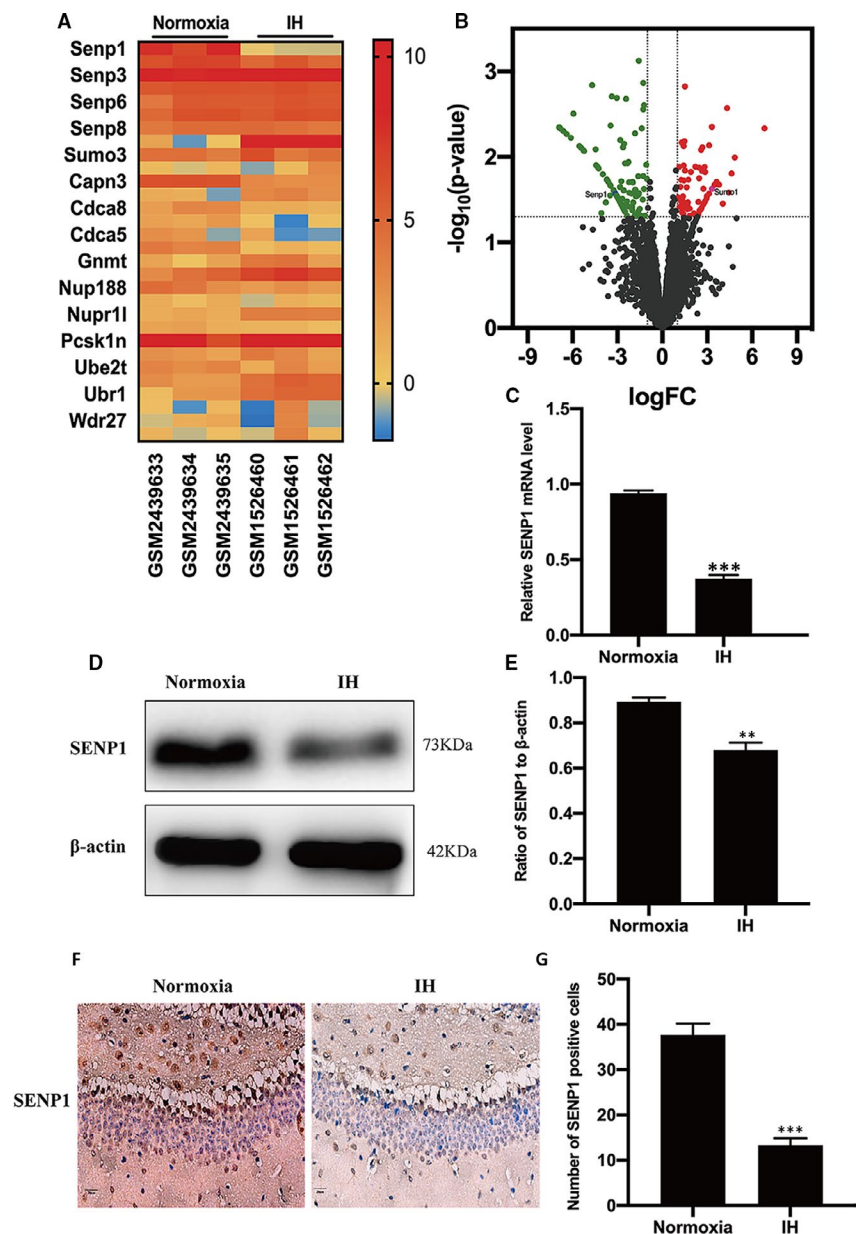 A
Normoxia IH
Senp1
Senp3
Senp6
Senp8
Sumo3
Capn3
Cdca8
Cdca5
Gnmt
Nup188
Nupr1l
Pcsk1n
Ube2t
Ubr1
Wdr27
10
5
0
GSM2439633
GSM2439634
GSM2439635
GSM1526460
GSM1526461
GSM1526462
B
-log10(p-value)
3
2
1
0
Senp1
Sumo1
-9 -6 -3 0 3 6 9
logFC
C
Relative SENP1 mRNA level
1.5
1.0
0.5
0.0
***
Normoxia IH
D
Normoxia IH
SENP1
73KDa
β-actin
42KDa
E
Ratio of SENP1 to β-actin
1.0
0.8
0.6
0.4
0.2
0.0
**
Normoxia IH
F
Normoxia IH
SENP1
G
Number of SENP1 positive cells
50
40
30
20
10
0
***
Normoxia IH